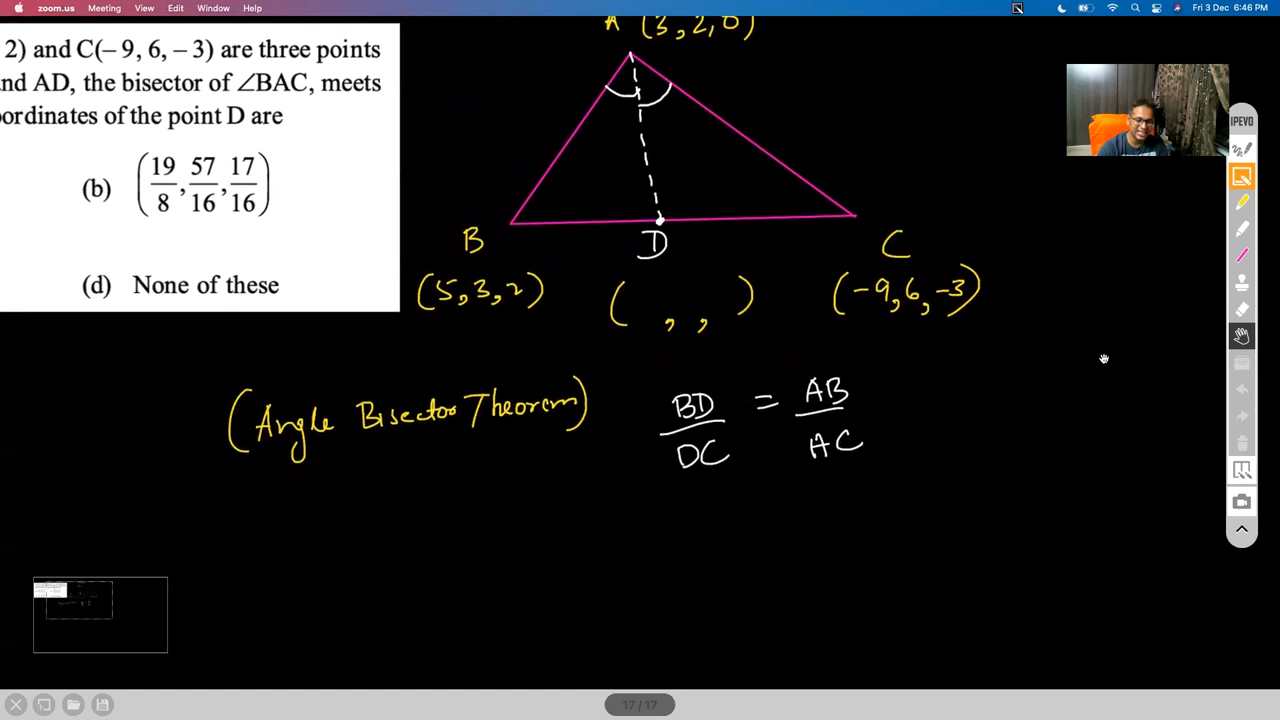 zoom.us Meeting View Edit Window Help Fri 3 Dec 6:46 PM
2) and C(– 9, 6, – 3) are three points
nd AD, the bisector of ∠BAC, meets
ordinates of the point D are
(b) (19/8, 57/16, 17/16)
(d) None of these
A (3, 2, 0)
B
D
C
(5, 3, 2)
( , , )
(-9, 6, -3)
(Angle Bisector Theorem) BD/DC = AB/AC
IPEVO
17 / 17